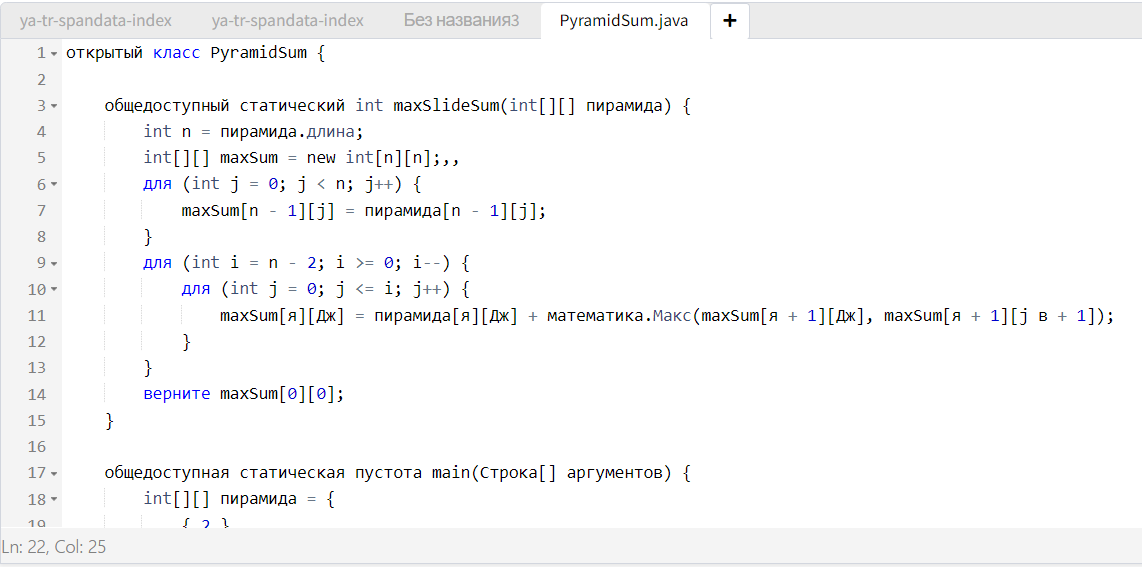 ya-tr-spandata-index ya-tr-spandata-index Без названия3 PyramidSum.java +
1 открытый класс PyramidSum {
2
3 общедоступный статический int maxSlideSum(int[][] пирамида) {
4 int n = пирамида.длина;
5 int[][] maxSum = new int[n][n];,,
6 для (int j = 0; j < n; j++) {
7 maxSum[n - 1][j] = пирамида[n - 1][j];
8 }
9 для (int i = n - 2; i >= 0; i--) {
10 для (int j = 0; j <= i; j++) {
11 maxSum[я][Дж] = пирамида[я][Дж] + математика.Макс(maxSum[я + 1][Дж], maxSum[я + 1][j в + 1]);
12 }
13 }
14 верните maxSum[0][0];
15 }
16
17 общедоступная статическая пустота main(Строка[] аргументов) {
18 int[][] пирамида = {
19 { 2 }
Ln: 22, Col: 25